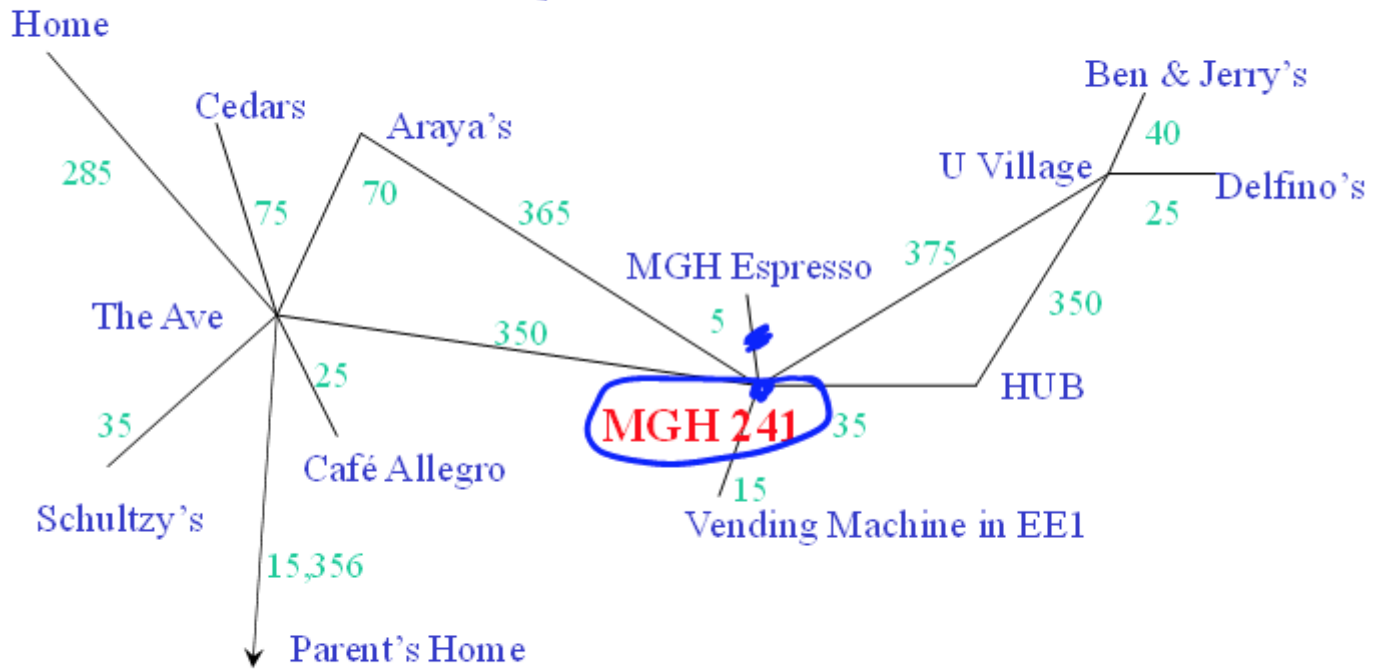 Home
Cedars
Araya's
Ben & Jerry's
40
285
U Village
Delfino's
75
70
365
25
MGH Espresso
375
The Ave
350
5
350
25
HUB
35
MGH 241
35
Café Allegro
15
Schultzy's
Vending Machine in EE1
15,356
Parent's Home